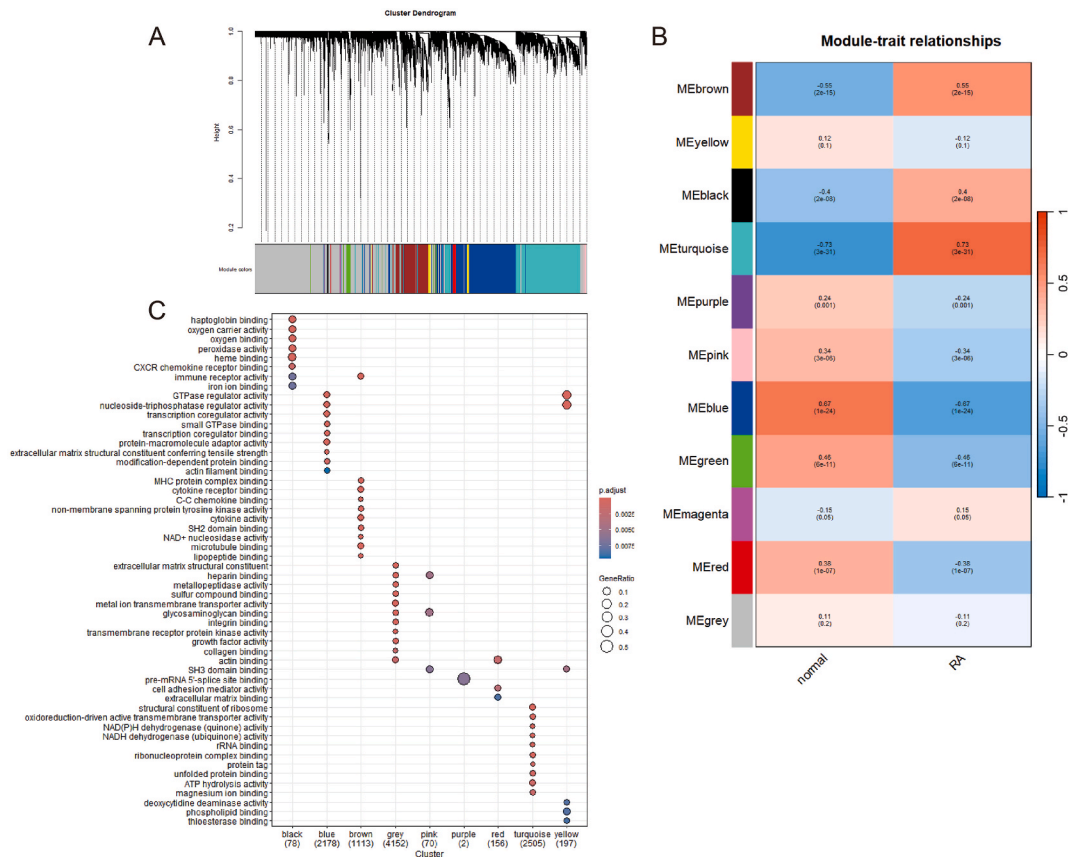 A
Cluster Dendrogram
Height
1.0
0.8
0.6
0.4
0.2
Module colors
B
Module-trait relationships
MEbrown
-0.55
(2e-15)
0.55
(2e-15)
MEyellow
0.12
(0.1)
-0.12
(0.1)
MEblack
-0.4
(2e-08)
0.4
(2e-08)
MEturquoise
-0.73
(3e-31)
0.73
(3e-31)
MEpurple
0.24
(0.001)
-0.24
(0.001)
MEpink
0.34
(3e-06)
-0.34
(3e-06)
MEblue
0.67
(1e-24)
-0.67
(1e-24)
MEgreen
0.46
(6e-11)
-0.46
(6e-11)
MEmagenta
-0.15
(0.05)
0.15
(0.05)
MEred
0.38
(1e-07)
-0.38
(1e-07)
MEgrey
0.11
(0.2)
-0.11
(0.2)
normal
RA
1
0.5
0
-0.5
-1
C
haptoglobin binding
oxygen carrier activity
oxygen binding
peroxidase activity
heme binding
CXCR chemokine receptor binding
immune receptor activity
iron ion binding
GTPase regulator activity
nucleoside-triphosphatase regulator activity
transcription coregulator activity
small GTPase binding
transcription coregulator binding
protein-macromolecule adaptor activity
extracellular matrix structural constituent conferring tensile strength
modification-dependent protein binding
actin filament binding
MHC protein complex binding
cytokine receptor binding
C-C chemokine binding
non-membrane spanning protein tyrosine kinase activity
cytokine activity
SH2 domain binding
NAD+ nucleosidase activity
microtubule binding
lipopeptide binding
extracellular matrix structural constituent
heparin binding
metallopeptidase activity
sulfur compound binding
metal ion transmembrane transporter activity
glycosaminoglycan binding
integrin binding
transmembrane receptor protein kinase activity
growth factor activity
collagen binding
actin binding
SH3 domain binding
pre-mRNA 5'-splice site binding
cell adhesion mediator activity
extracellular matrix binding
structural constituent of ribosome
oxidoreduction-driven active transmembrane transporter activity
NAD(P)H dehydrogenase (quinone) activity
NADH dehydrogenase (ubiquinone) activity
rRNA binding
ribonucleoprotein complex binding
protein tag
unfolded protein binding
ATP hydrolysis activity
magnesium ion binding
deoxycytidine deaminase activity
phospholipid binding
thioesterase binding
black
(78)
blue
(2178)
brown
(1113)
grey
(4152)
pink
(70)
purple
(2)
red
(156)
turquoise
(2505)
yellow
(197)
Cluster
p.adjust
0.0025
0.0050
0.0075
GeneRatio
0.1
0.2
0.3
0.4
0.5